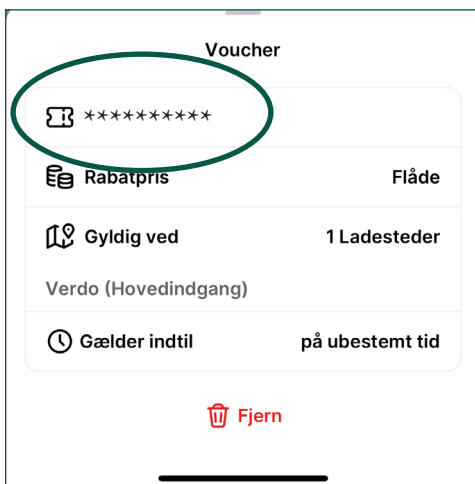 Voucher
**********
Rabatpris Flåde
Gyldig ved 1 Ladesteder
Verdo (Hovedindgang)
Gælder indtil på ubestemt tid
Fjern